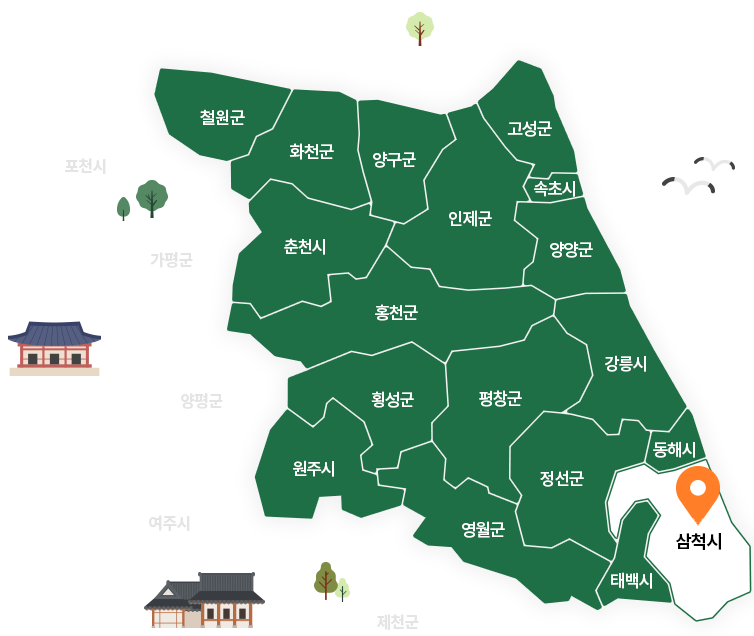 철원군
고성군
화천군
양구군
포천시
속초시
인제군
춘천시
양양군
가평군
홍천군
강릉시
양평군
횡성군
평창군
동해시
원주시
정선군
여주시
영월군
삼척시
태백시
제천군